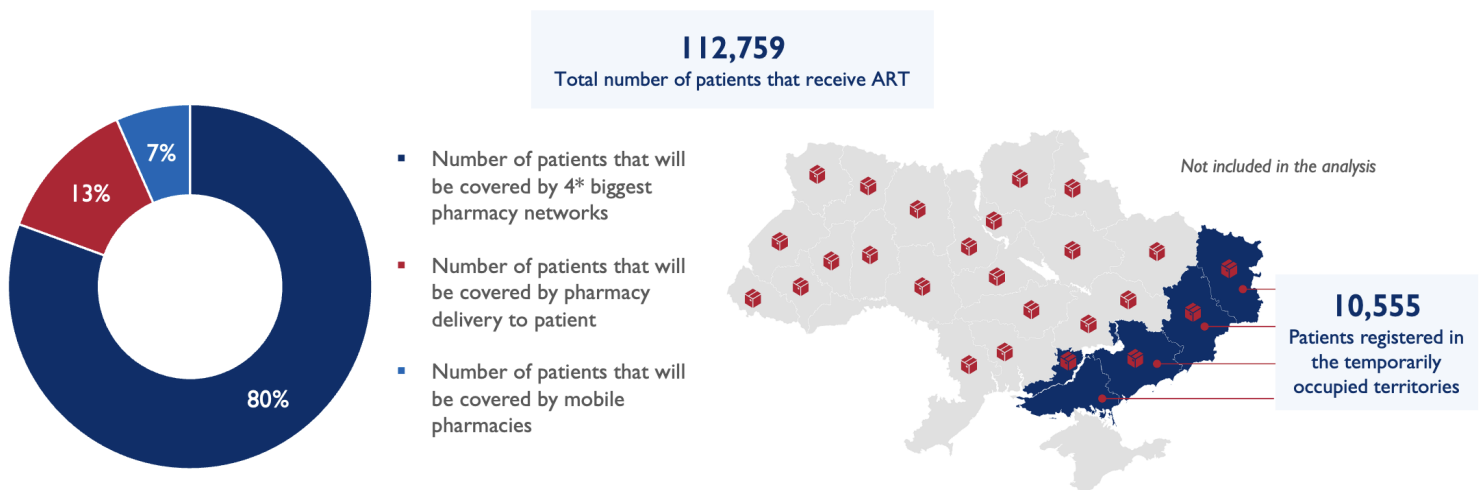 112,759
Total number of patients that receive ART
7%
13%
80%
Number of patients that will
be covered by 4* biggest
pharmacy networks
Number of patients that will
be covered by pharmacy
delivery to patient
Number of patients that will
be covered by mobile
pharmacies
Not included in the analysis
10,555
Patients registered in
the temporarily
occupied territories